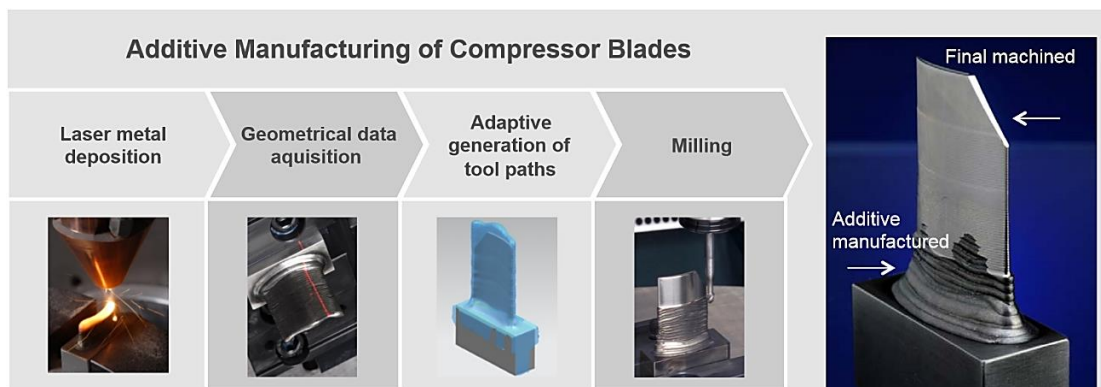 Additive Manufacturing of Compressor Blades
Laser metal
deposition
Geometrical data
aquisition
Adaptive
generation of
tool paths
Milling
Final machined
Additive
manufactured